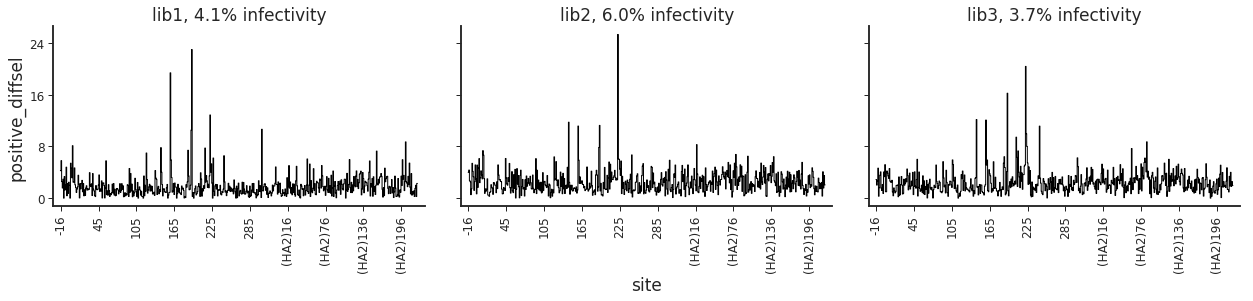 lib1, 4.1% infectivity
lib2, 6.0% infectivity
lib3, 3.7% infectivity
positive_diffsel
24
16
8
0
-16 45 105 165 225 285 (HA2)16 (HA2)76 (HA2)136 (HA2)196
-16 45 105 165 225 285 (HA2)16 (HA2)76 (HA2)136 (HA2)196
-16 45 105 165 225 285 (HA2)16 (HA2)76 (HA2)136 (HA2)196
site